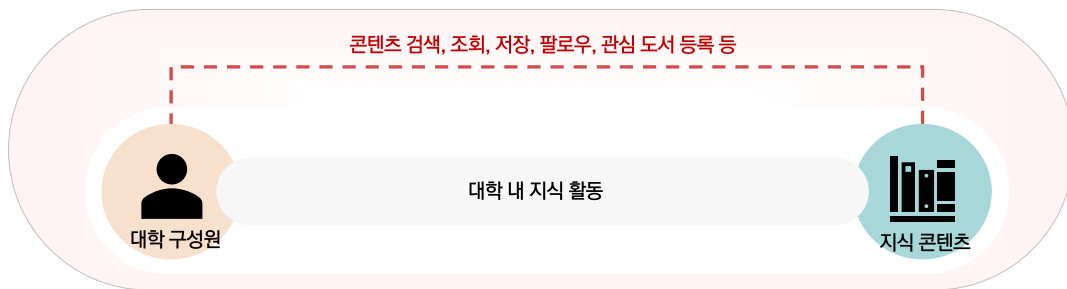 콘텐츠 검색, 조회, 저장, 팔로우, 관심 도서 등록 등
대학 내 지식 활동
대학 구성원
지식 콘텐츠